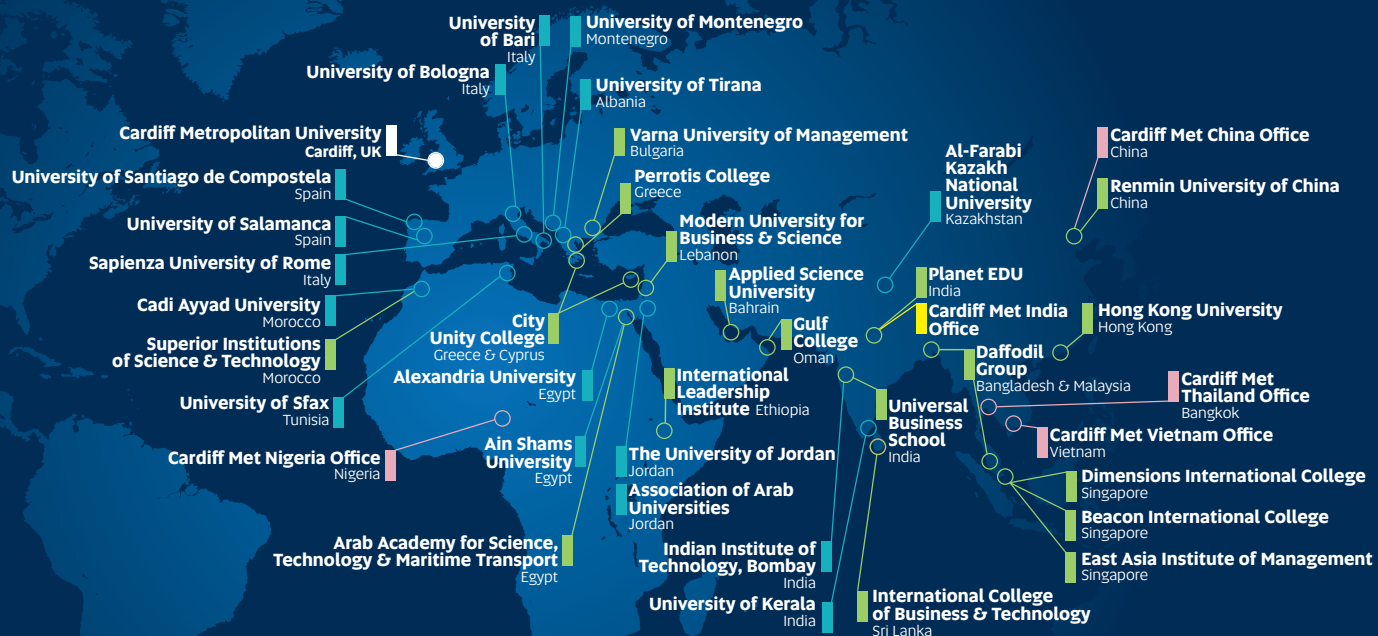 University
of Bari
Italy
University of Montenegro
Montenegro
University of Bologna
Italy
University of Tirana
Albania
Cardiff Metropolitan University
Cardiff, UK
Varna University of Management
Bulgaria
Al-Farabi
Kazakh
National
University
Kazakhstan
Cardiff Met China Office
China
University of Santiago de Compostela
Spain
Perrotis College
Greece
Renmin University of China
China
University of Salamanca
Spain
Modern University for
Business & Science
Lebanon
Sapienza University of Rome
Italy
Applied Science
University
Bahrain
Planet EDU
India
Cadi Ayyad University
Morocco
Cardiff Met India
Office
Hong Kong University
Hong Kong
City
Unity College
Greece & Cyprus
Gulf
College
Oman
Superior Institutions
of Science & Technology
Morocco
Daffodil
Group
Bangladesh & Malaysia
Alexandria University
Egypt
International
Leadership
Institute Ethiopia
Cardiff Met
Thailand Office
Bangkok
University of Sfax
Tunisia
Universal
Business
School
India
Cardiff Met Vietnam Office
Vietnam
Cardiff Met Nigeria Office
Nigeria
Ain Shams
University
Egypt
The University of Jordan
Jordan
Dimensions International College
Singapore
Association of Arab
Universities
Jordan
Beacon International College
Singapore
Arab Academy for Science,
Technology & Maritime Transport
Egypt
Indian Institute of
Technology, Bombay
India
East Asia Institute of Management
Singapore
University of Kerala
India
International College
of Business & Technology
Sri Lanka